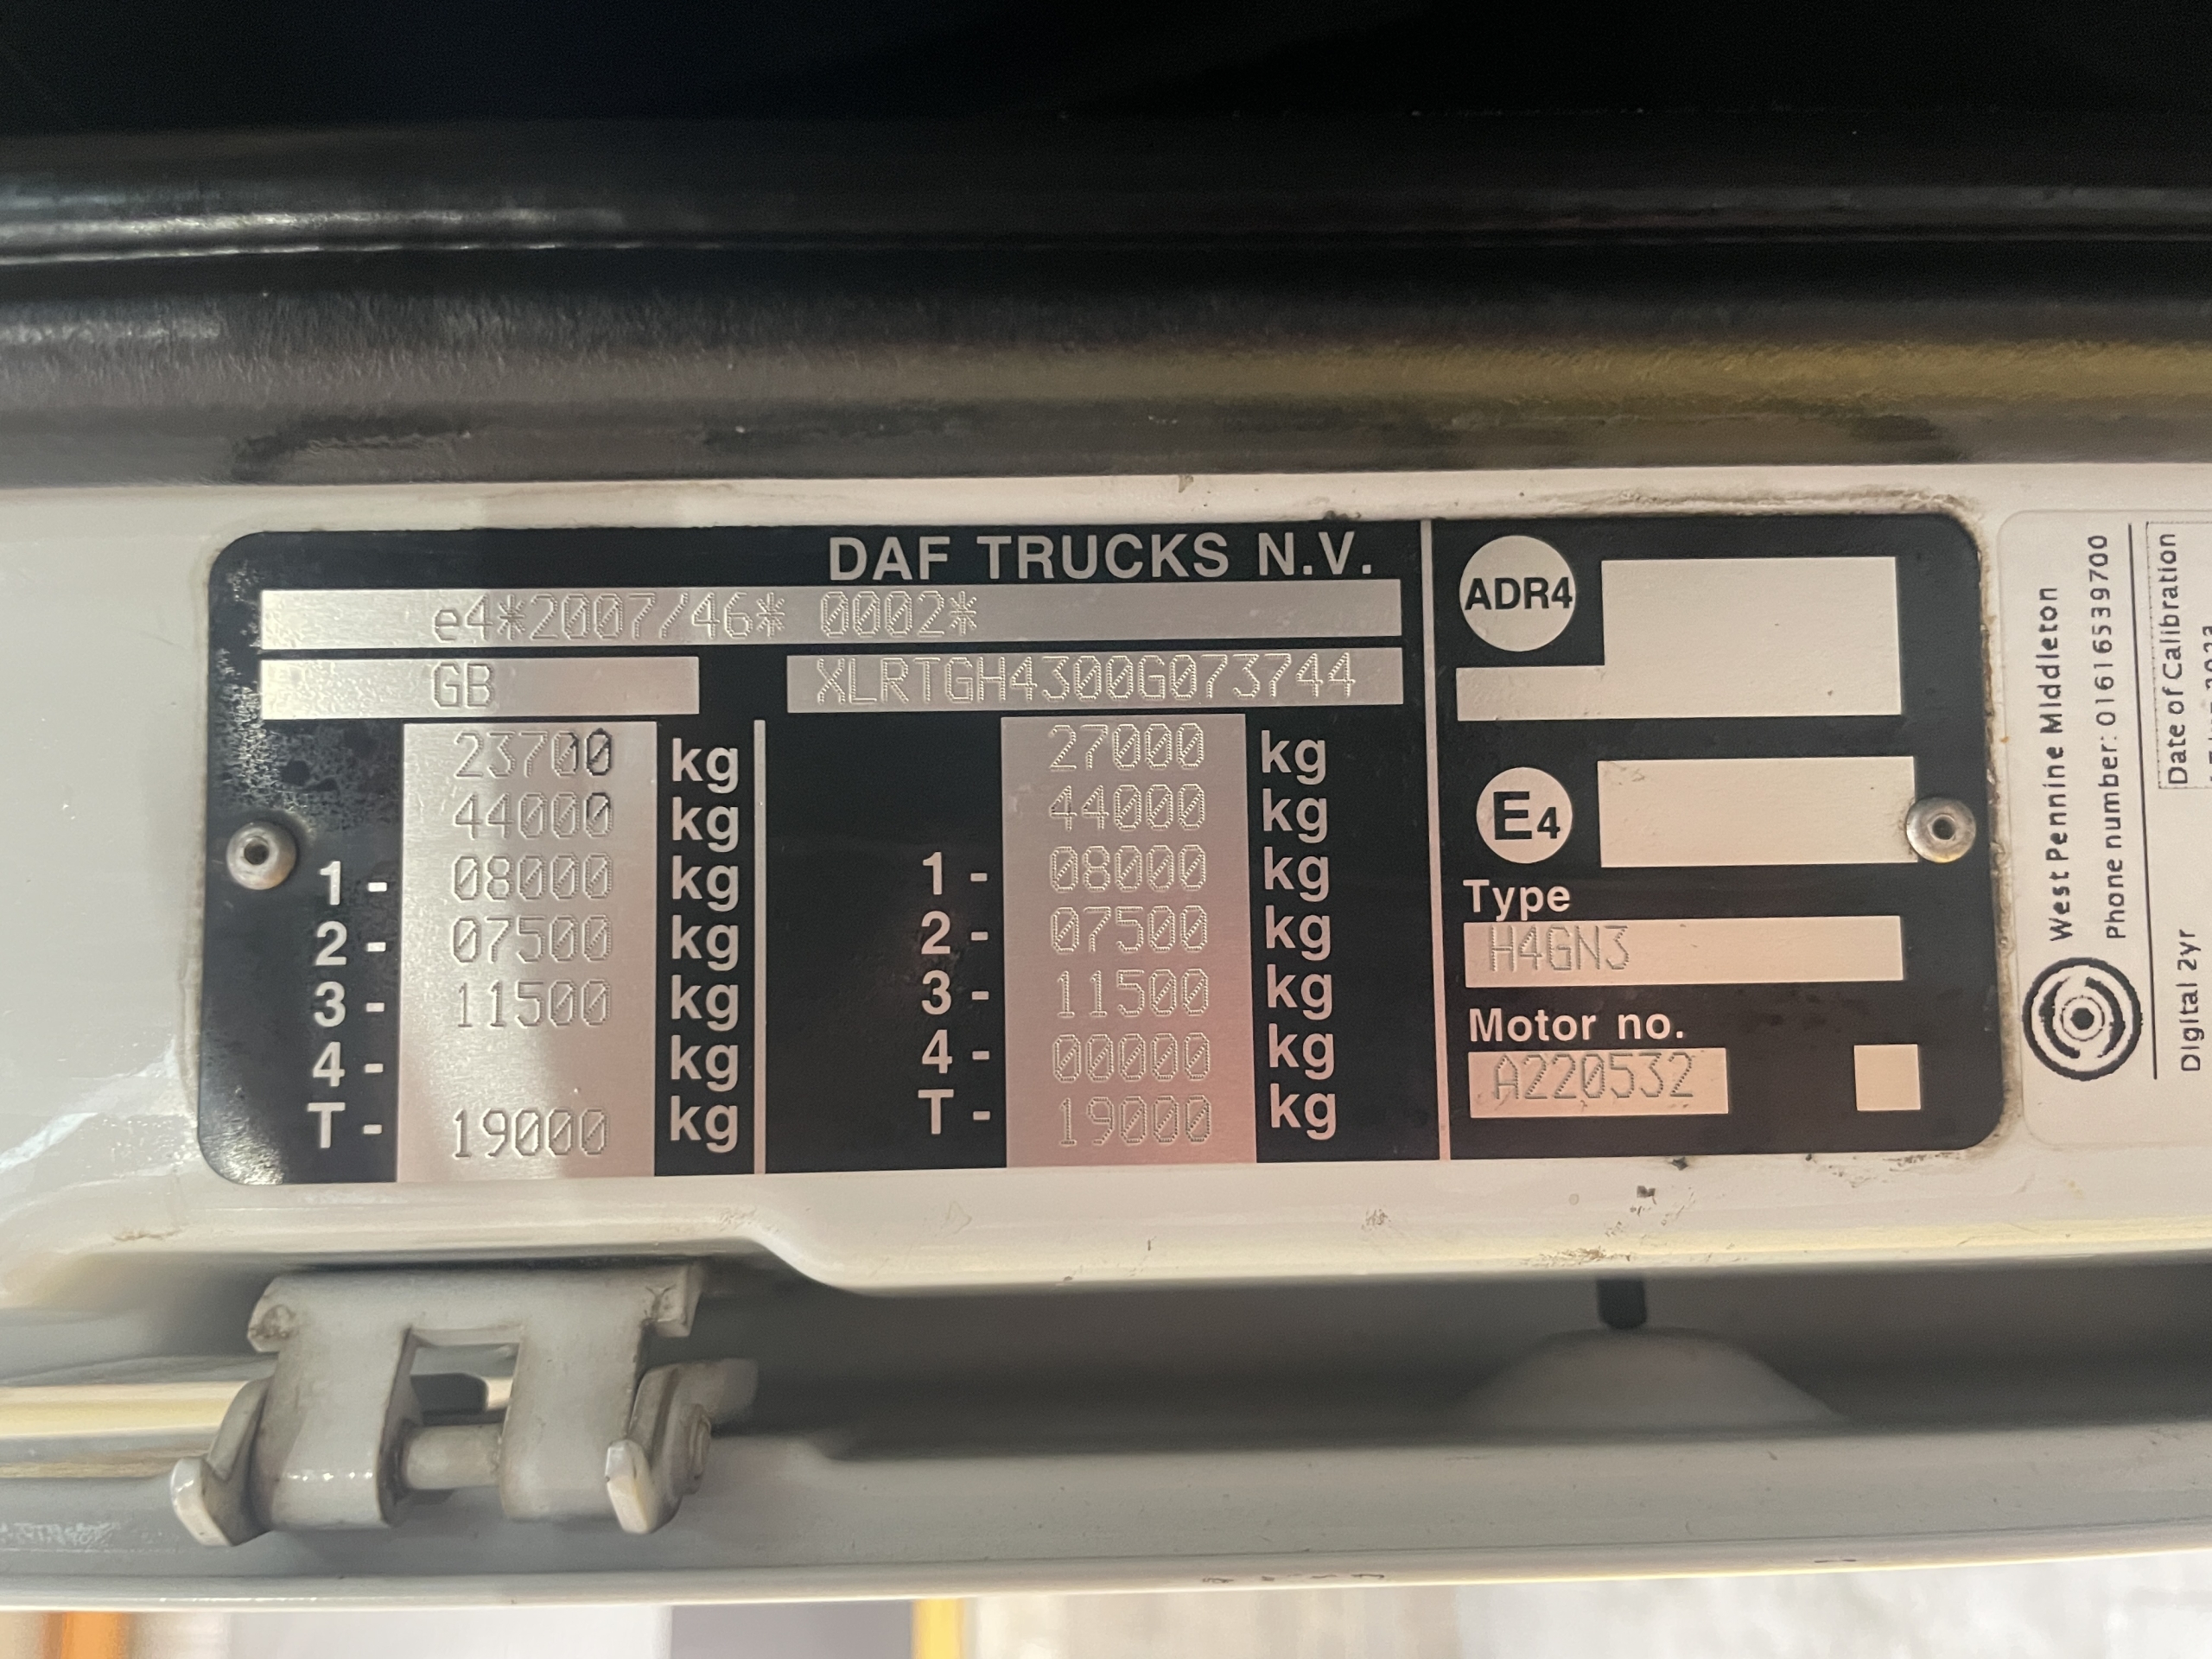 DAF TRUCKS N.V.
e4*2007/46* 0002*
GB XLRTGH4300G073744
23700 kg
44000 kg
1 - 08000 kg
2 - 07500 kg
3 - 11500 kg
4 - kg
T - 19000 kg
27000 kg
44000 kg
1 - 08000 kg
2 - 07500 kg
3 - 11500 kg
4 - 00000 kg
T - 19000 kg
ADR4
E4
Type
H4GN3
Motor no.
A220532
West Pennine Middleton
Phone number: 01616539700
Digital 2yr
Date of Calibration